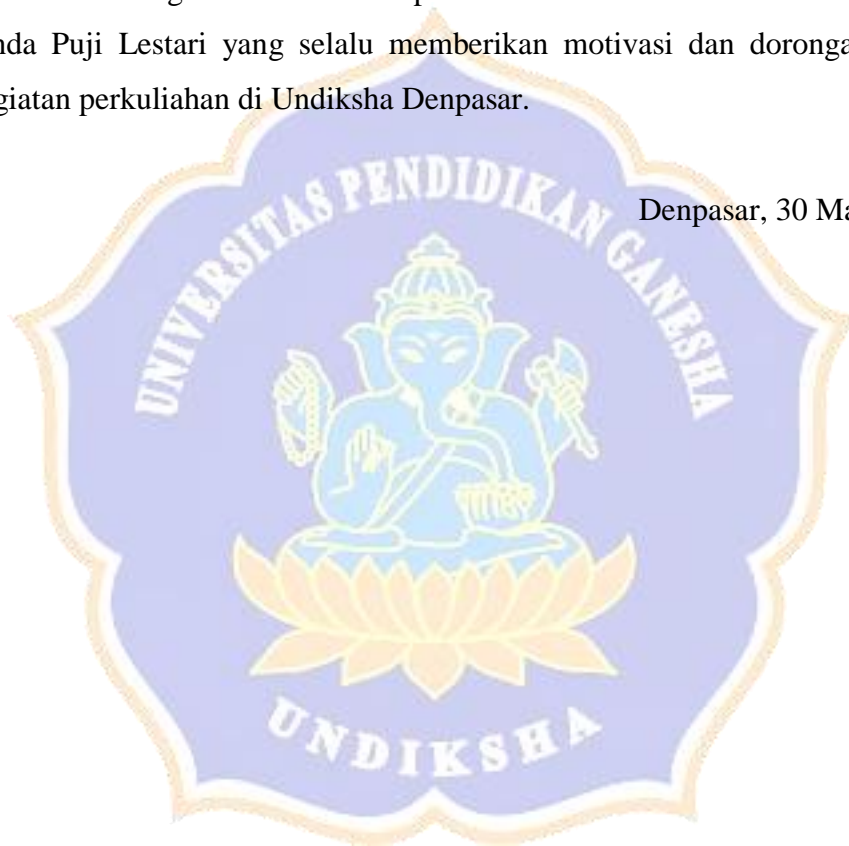 nda Puji Lestari yang selalu memberikan motivasi dan doronga
giatan perkuliahan di Undiksha Denpasar.
Denpasar, 30 Ma
UNIVERSITAS PENDIDIKAN GANESHA
UNDIKSHA